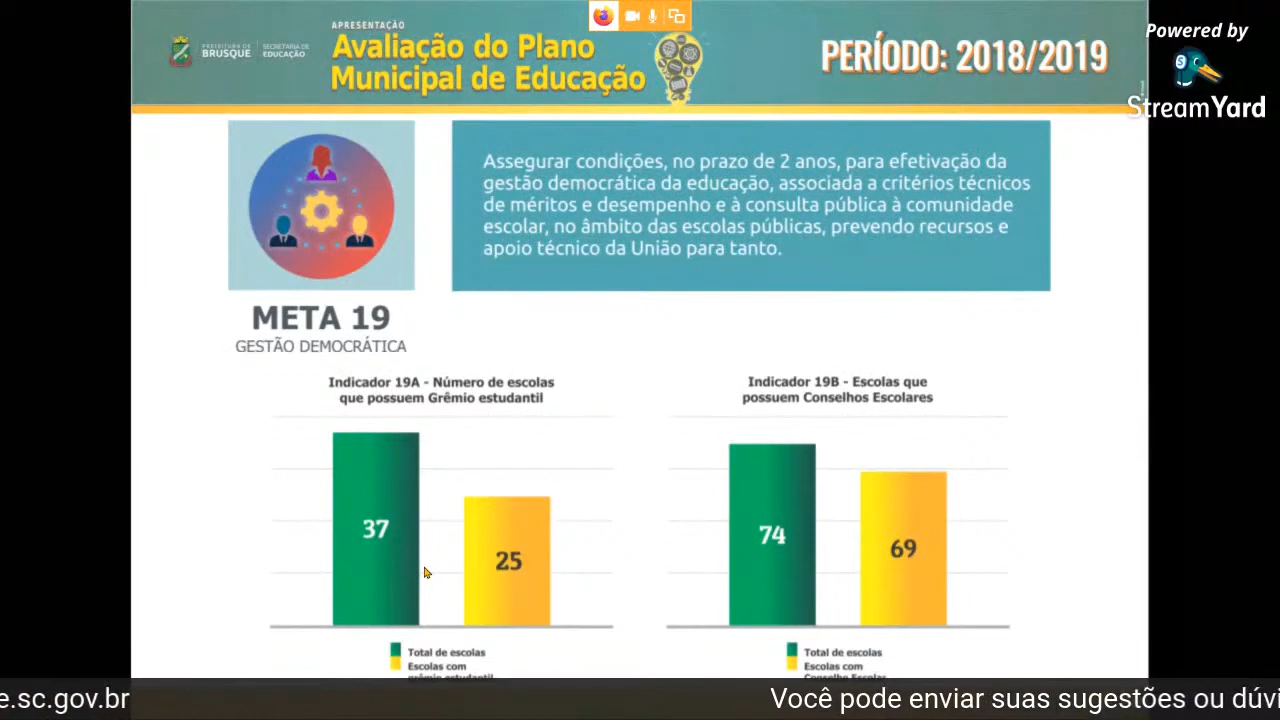 APRESENTAÇÃO
Avaliação do Plano
Municipal de Educação
PREFEITURA DE
BRUSQUE
SECRETARIA DE
EDUCAÇÃO
PERÍODO: 2018/2019
Powered by
StreamYard
Assegurar condições, no prazo de 2 anos, para efetivação da
gestão democrática da educação, associada a critérios técnicos
de méritos e desempenho e à consulta pública à comunidade
escolar, no âmbito das escolas públicas, prevendo recursos e
apoio técnico da União para tanto.
META 19
GESTÃO DEMOCRÁTICA
Indicador 19A - Número de escolas
que possuem Grêmio estudantil
37
25
Total de escolas
Escolas com
grêmio estudantil
Indicador 19B - Escolas que
possuem Conselhos Escolares
74
69
Total de escolas
Escolas com
Conselho Escolar
e.sc.gov.br
Você pode enviar suas sugestões ou dúvi